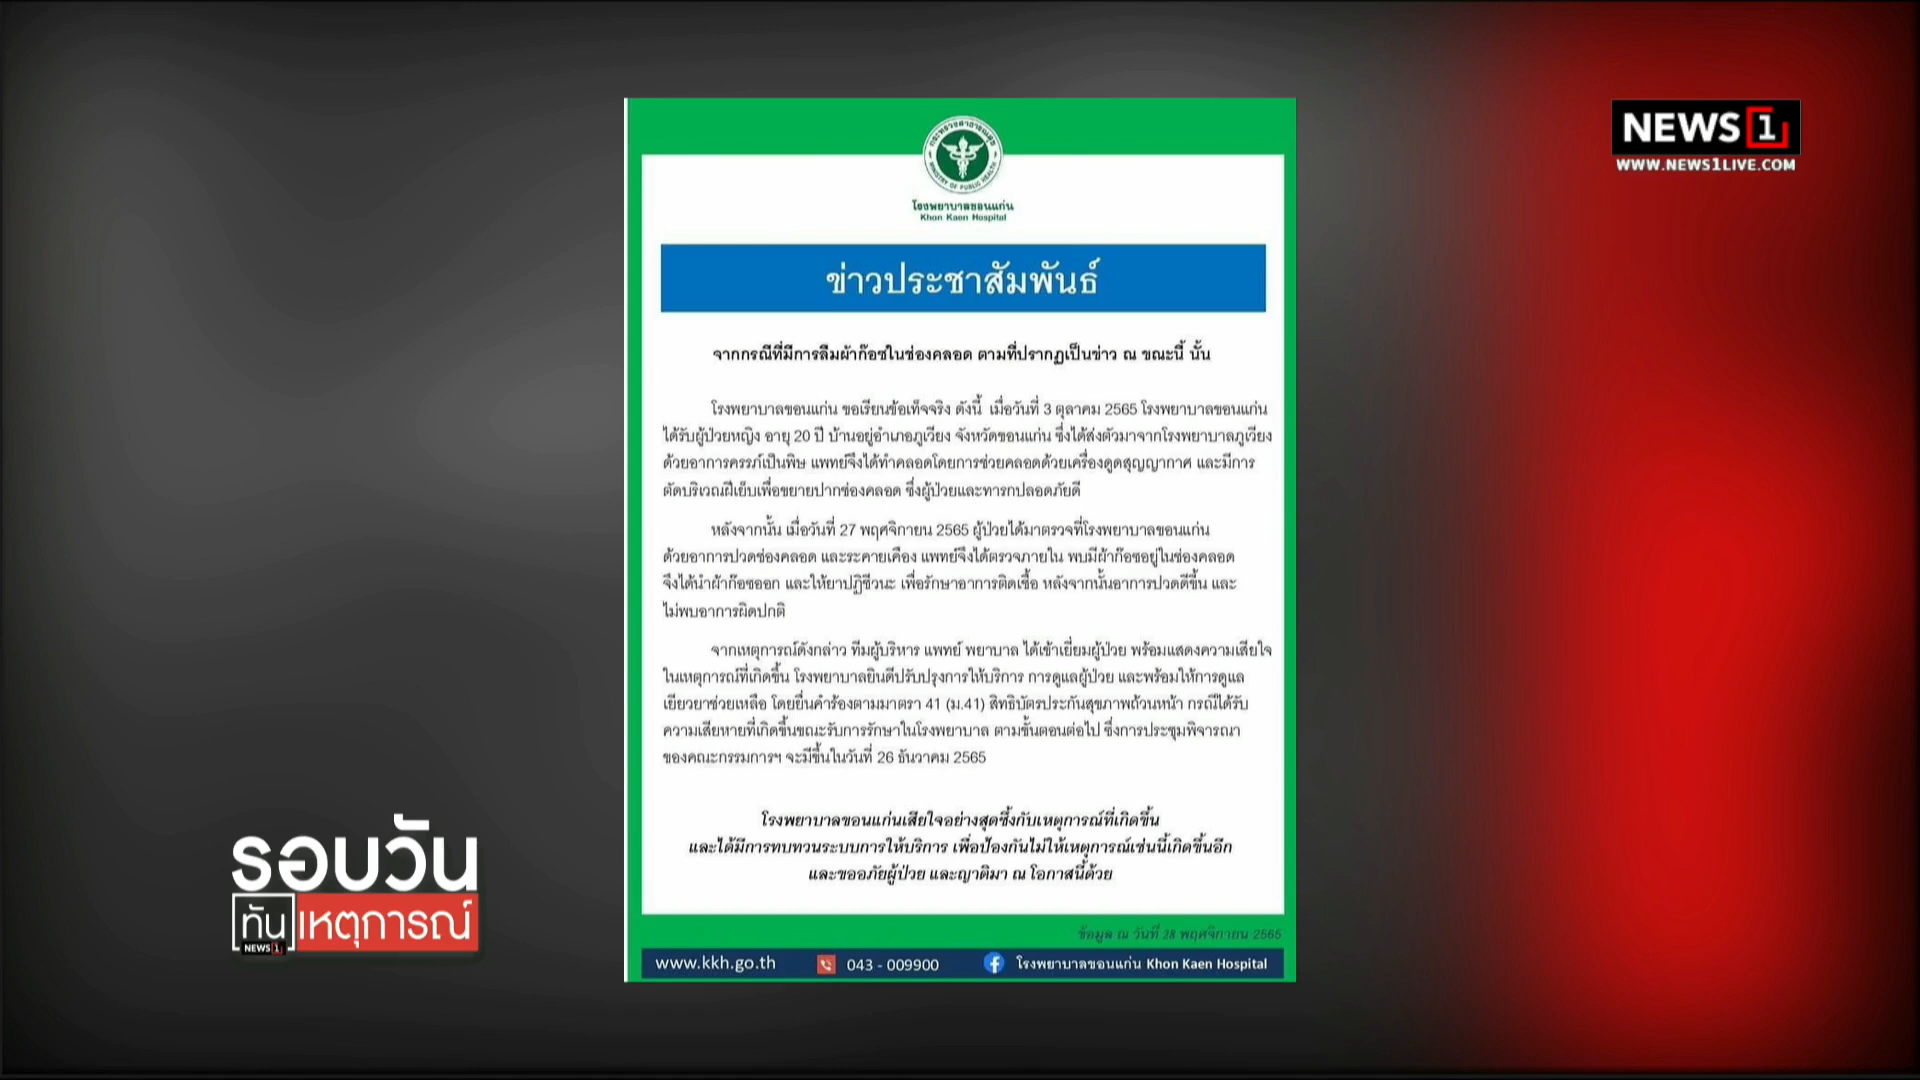 NEWS 1
WWW.NEWS1LIVE.COM
กระทรวงสาธารณสุข
MINISTRY OF PUBLIC HEALTH
โรงพยาบาลขอนแก่น
Khon Kaen Hospital
ข่าวประชาสัมพันธ์
จากกรณีที่มีการลืมผ้าก๊อซในช่องคลอด ตามที่ปรากฏเป็นข่าว ณ ขณะนี้ นั้น
โรงพยาบาลขอนแก่น ขอเรียนข้อเท็จจริง ดังนี้ เมื่อวันที่ 3 ตุลาคม 2565 โรงพยาบาลขอนแก่น
ได้รับผู้ป่วยหญิง อายุ 20 ปี บ้านอยู่อำเภอภูเวียง จังหวัดขอนแก่น ซึ่งได้ส่งตัวมาจากโรงพยาบาลภูเวียง
ด้วยอาการครรภ์เป็นพิษ แพทย์จึงได้ทำคลอดโดยการช่วยคลอดด้วยเครื่องดูดสุญญากาศ และมีการ
ตัดบริเวณฝีเย็บเพื่อขยายปากช่องคลอด ซึ่งผู้ป่วยและทารกปลอดภัยดี
หลังจากนั้น เมื่อวันที่ 27 พฤศจิกายน 2565 ผู้ป่วยได้มาตรวจที่โรงพยาบาลขอนแก่น
ด้วยอาการปวดช่องคลอด และระคายเคือง แพทย์จึงได้ตรวจภายใน พบมีผ้าก๊อซอยู่ในช่องคลอด
จึงได้นำผ้าก๊อซออก และให้ยาปฏิชีวนะ เพื่อรักษาอาการติดเชื้อ หลังจากนั้นอาการปวดดีขึ้น และ
ไม่พบอาการผิดปกติ
จากเหตุการณ์ดังกล่าว ทีมผู้บริหาร แพทย์ พยาบาล ได้เข้าเยี่ยมผู้ป่วย พร้อมแสดงความเสียใจ
ในเหตุการณ์ที่เกิดขึ้น โรงพยาบาลยินดีปรับปรุงการให้บริการ การดูแลผู้ป่วย และพร้อมให้การดูแล
เยียวยาช่วยเหลือ โดยยื่นคำร้องตามมาตรา 41 (ม.41) สิทธิบัตรประกันสุขภาพถ้วนหน้า กรณีได้รับ
ความเสียหายที่เกิดขึ้นขณะรับการรักษาในโรงพยาบาล ตามขั้นตอนต่อไป ซึ่งการประชุมพิจารณา
ของคณะกรรมการฯ จะมีขึ้นในวันที่ 26 ธันวาคม 2565
โรงพยาบาลขอนแก่นเสียใจอย่างสุดซึ้งกับเหตุการณ์ที่เกิดขึ้น
และได้มีการทบทวนระบบการให้บริการ เพื่อป้องกันไม่ให้เหตุการณ์เช่นนี้เกิดขึ้นอีก
และขออภัยผู้ป่วย และญาติมา ณ โอกาสนี้ด้วย
ข้อมูล ณ วันที่ 28 พฤศจิกายน 2565
www.kkh.go.th 043 - 009900 โรงพยาบาลขอนแก่น Khon Kaen Hospital
รอบวัน
ทันเหตุการณ์
NEWS 1